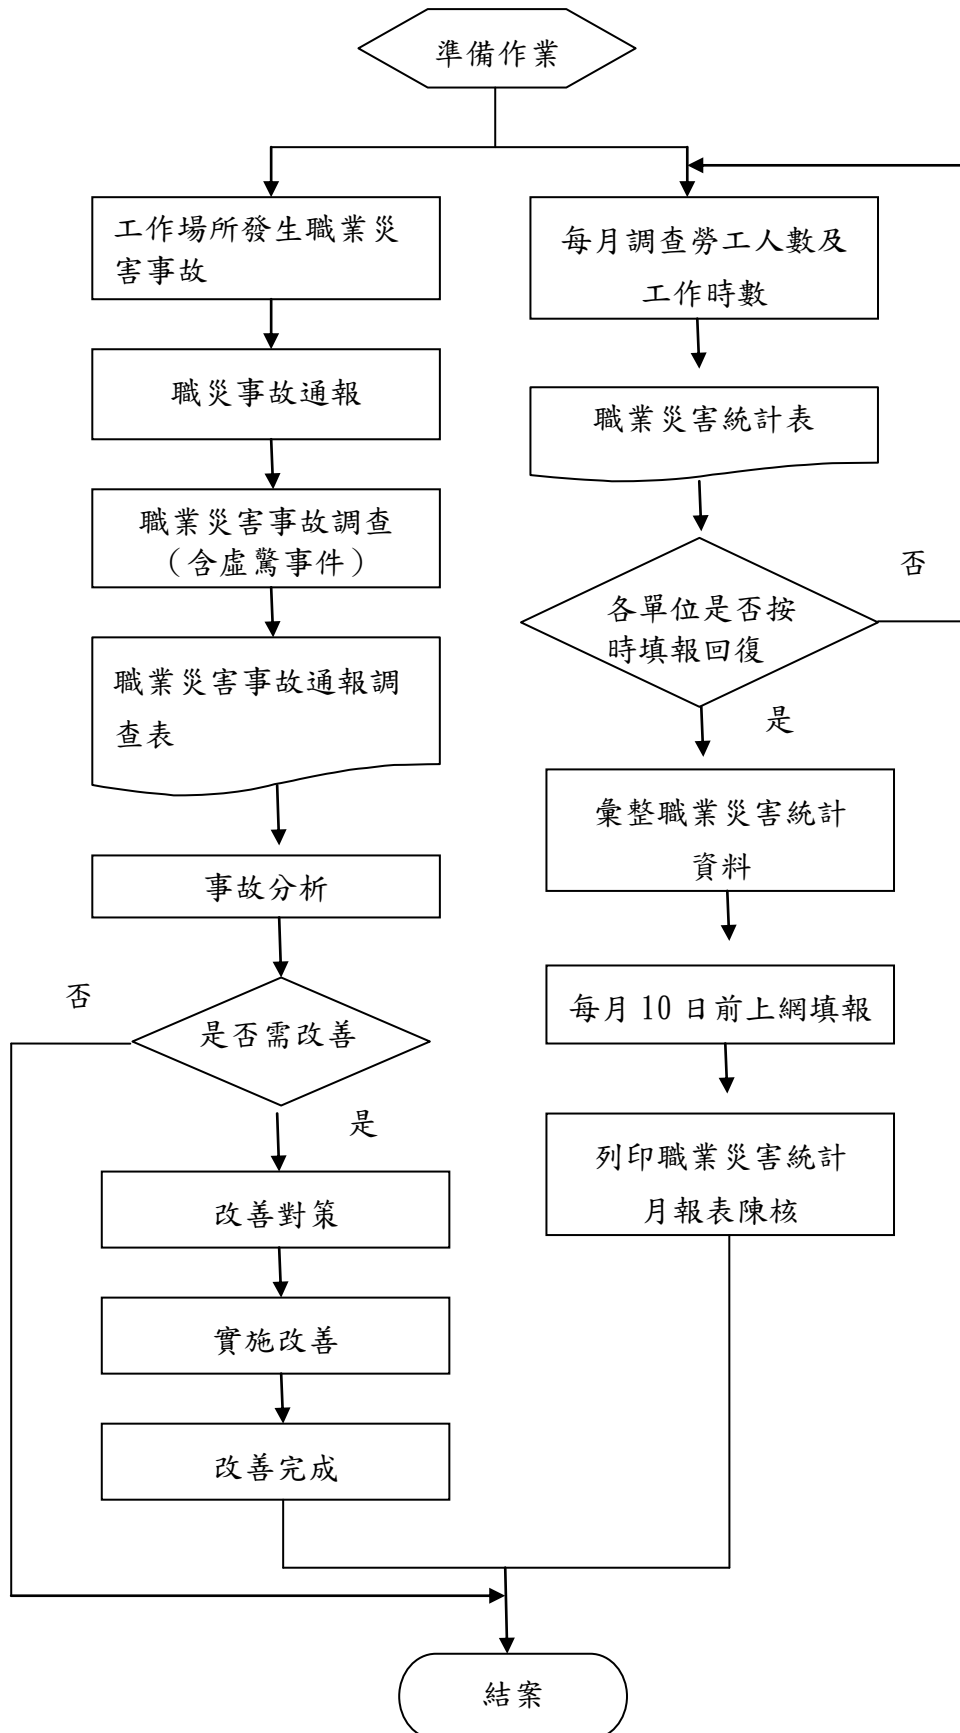 準備作業
工作場所發生職業災
害事故
職災事故通報
職業災害事故調查
（含虛驚事件）
職業災害事故通報調
查表
事故分析
否
是否需改善
是
改善對策
實施改善
改善完成
每月調查勞工人數及
工作時數
職業災害統計表
否
各單位是否按
時填報回復
是
彙整職業災害統計
資料
每月 10 日前上網填報
列印職業災害統計
月報表陳核
結案